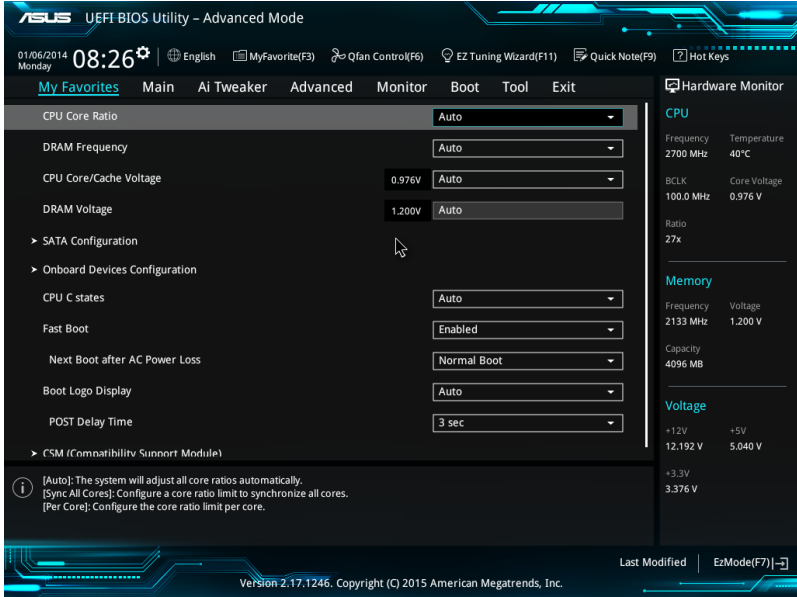 ASUS UEFI BIOS Utility – Advanced Mode
01/06/2014 Monday 08:26 English MyFavorite(F3) Qfan Control(F6) EZ Tuning Wizard(F11) Quick Note(F9) ? Hot Keys
My Favorites Main Ai Tweaker Advanced Monitor Boot Tool Exit
CPU Core Ratio Auto
DRAM Frequency Auto
CPU Core/Cache Voltage 0.976V Auto
DRAM Voltage 1.200V Auto
SATA Configuration
Onboard Devices Configuration
CPU C states Auto
Fast Boot Enabled
Next Boot after AC Power Loss Normal Boot
Boot Logo Display Auto
POST Delay Time 3 sec
CSM (Compatibility Support Module)
[Auto]: The system will adjust all core ratios automatically.
[Sync All Cores]: Configure a core ratio limit to synchronize all cores.
[Per Core]: Configure the core ratio limit per core.
Hardware Monitor
CPU
Frequency Temperature
2700 MHz 40°C
BCLK Core Voltage
100.0 MHz 0.976 V
Ratio
27x
Memory
Frequency Voltage
2133 MHz 1.200 V
Capacity
4096 MB
Voltage
+12V +5V
12.192 V 5.040 V
+3.3V
3.376 V
Last Modified EzMode(F7)
Version 2.17.1246. Copyright (C) 2015 American Megatrends, Inc.